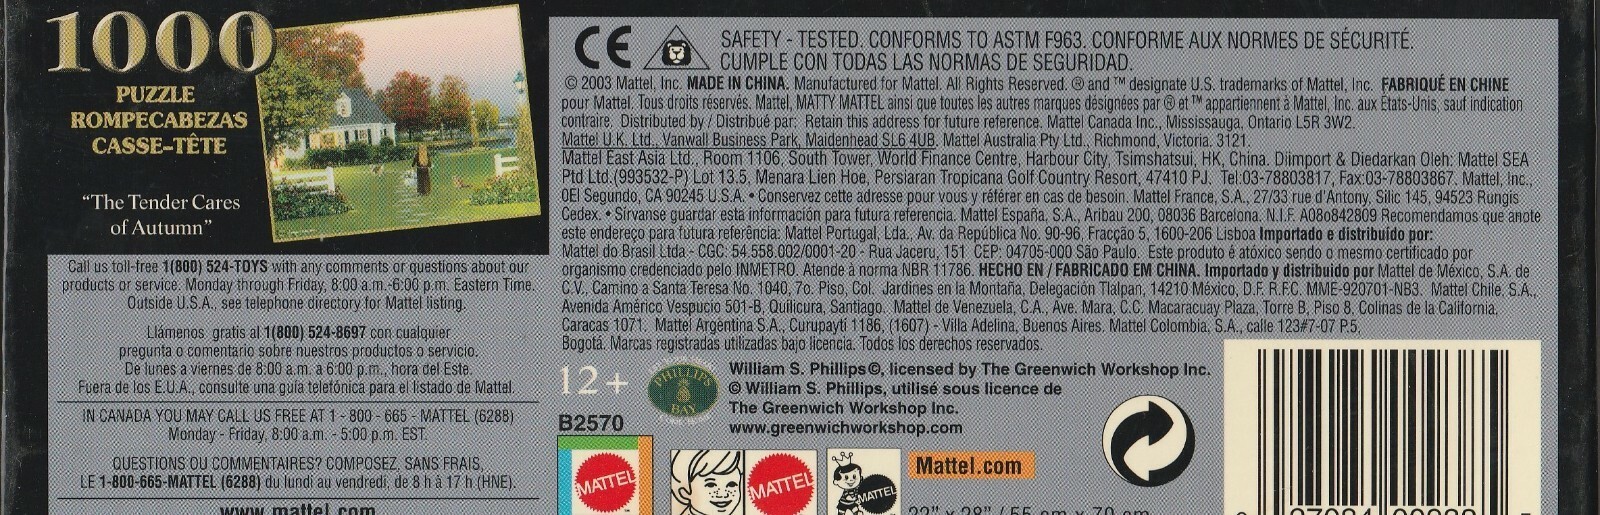 1000
PUZZLE
ROMPECABEZAS
CASSE-TÊTE
"The Tender Cares
of Autumn"
Call us toll-free 1(800) 524-TOYS with any comments or questions about our
products or service. Monday through Friday, 8:00 a.m.-6:00 p.m. Eastern Time.
Outside U.S.A., see telephone directory for Mattel listing.
Llámenos gratis al 1(800) 524-8697 con cualquier
pregunta o comentario sobre nuestros productos o servicio.
De lunes a viernes de 8:00 a.m. a 6:00 p.m., hora del Este.
Fuera de los E.U.A., consulte una guía telefónica para el listado de Mattel.
IN CANADA YOU MAY CALL US FREE AT 1 - 800 - 665 - MATTEL (6288)
Monday - Friday, 8:00 a.m. - 5:00 p.m. EST.
QUESTIONS OU COMMENTAIRES? COMPOSEZ, SANS FRAIS,
LE 1-800-665-MATTEL (6288) du lundi au vendredi, de 8 h à 17 h (HNE).
www.mattel.com
CE SAFETY - TESTED. CONFORMS TO ASTM F963. CONFORME AUX NORMES DE SÉCURITÉ.
CUMPLE CON TODAS LAS NORMAS DE SEGURIDAD.
© 2003 Mattel, Inc. MADE IN CHINA. Manufactured for Mattel. All Rights Reserved. ® and ™ designate U.S. trademarks of Mattel, Inc. FABRIQUÉ EN CHINE
pour Mattel. Tous droits réservés. Mattel, MATTY MATTEL ainsi que toutes les autres marques désignées par ® et ™ appartiennent à Mattel, Inc. aux États-Unis, sauf indication
contraire. Distributed by / Distribué par: Retain this address for future reference. Mattel Canada Inc., Mississauga, Ontario L5R 3W2.
Mattel U.K. Ltd., Vanwall Business Park, Maidenhead SL6 4UB. Mattel Australia Pty Ltd., Richmond, Victoria. 3121.
Mattel East Asia Ltd., Room 1106, South Tower, World Finance Centre, Harbour City, Tsimshatsui, HK, China. Diimport & Diedarkan Oleh: Mattel SEA
Ptd Ltd.(993532-P) Lot 13.5, Menara Lien Hoe, Persiaran Tropicana Golf Country Resort, 47410 PJ. Tel:03-78803817, Fax:03-78803867. Mattel, Inc.,
0El Segundo, CA 90245 U.S.A. • Conservez cette adresse pour vous y référer en cas de besoin. Mattel France, S.A., 27/33 rue d'Antony, Silic 145, 94523 Rungis
Cedex. • Sírvanse guardar esta información para futura referencia. Mattel España, S.A., Aribau 200, 08036 Barcelona. N.I.F. A08o842809 Recomendamos que anote
este endereço para futura referência: Mattel Portugal, Lda., Av. da República No. 90-96, Fracção 5, 1600-206 Lisboa Importado e distribuido por:
Mattel do Brasil Ltda - CGC: 54.558.002/0001-20 - Rua Jaceru, 151 CEP: 04705-000 São Paulo. Este produto é atóxico sendo o mesmo certificado por
organismo credenciado pelo INMETRO. Atende à norma NBR 11786. HECHO EN / FABRICADO EM CHINA. Importado y distribuido por Mattel de México, S.A. de
C.V., Camino a Santa Teresa No. 1040, 7o. Piso, Col. Jardines en la Montaña, Delegación Tlalpan, 14210 México, D.F. R.F.C. MME-920701-NB3. Mattel Chile, S.A.,
Avenida Américo Vespucio 501-B, Quilicura, Santiago. Mattel de Venezuela, C.A., Ave. Mara, C.C. Macaracuay Plaza, Torre B, Piso 8, Colinas de la California,
Caracas 1071. Mattel Argentina S.A., Curupaytí 1186, (1607) - Villa Adelina, Buenos Aires. Mattel Colombia, S.A., calle 123#7-07 P.5,
Bogotá. Marcas registradas utilizadas bajo licencia. Todos los derechos reservados.
12+
B2570
PHILLIPS
BAY
William S. Phillips©, licensed by The Greenwich Workshop Inc.
© William S. Phillips, utilisé sous licence de
The Greenwich Workshop Inc.
www.greenwichworkshop.com
MATTEL
MATTEL
MATTEL
Mattel.com
22" x 28" / 55 cm x 70 cm